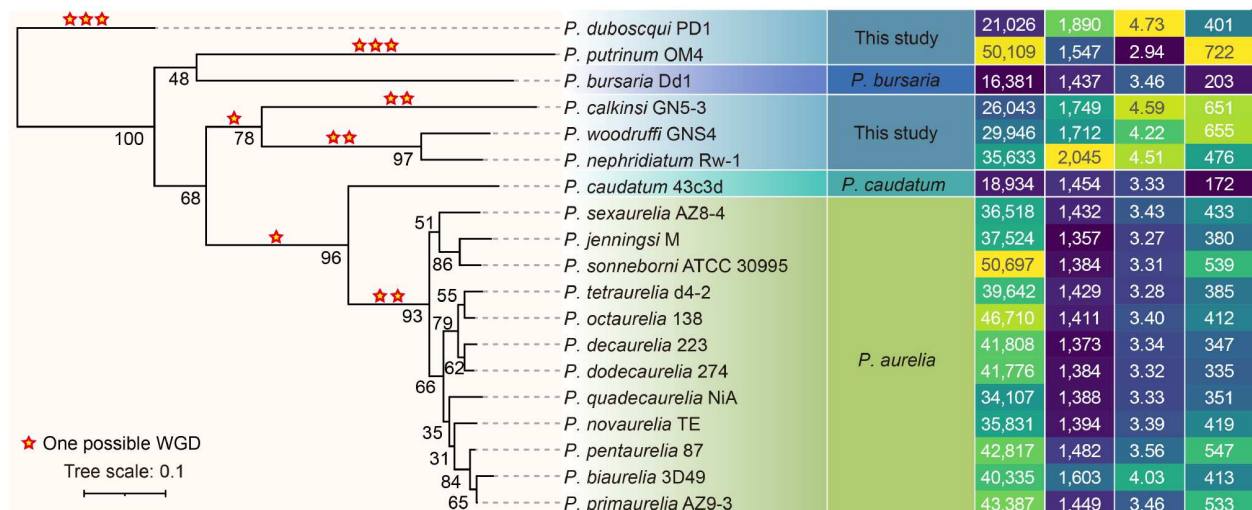 P. duboscqui PD1 This study 21,026 1,890 4.73 401
P. putrinum OM4 50,109 1,547 2.94 722
48
P. bursaria Dd1 P. bursaria 16,381 1,437 3.46 203
P. calkinsi GN5-3 This study 26,043 1,749 4.59 651
100 78
P. woodruffi GNS4 29,946 1,712 4.22 655
97
P. nephridiatum Rw-1 35,633 2,045 4.51 476
68
P. caudatum 43c3d P. caudatum 18,934 1,454 3.33 172
51 P. sexaurelia AZ8-4 P. aurelia 36,518 1,432 3.43 433
96
P. jenningsi M 37,524 1,357 3.27 380
86 P. sonneborni ATCC 30995 50,697 1,384 3.31 539
55 P. tetraurelia d4-2 39,642 1,429 3.28 385
93 79 P. octaurelia 138 46,710 1,411 3.40 412
P. decaurelia 223 41,808 1,373 3.34 347
62 P. dodecaurelia 274 41,776 1,384 3.32 335
66
P. quadecaurelia NiA 34,107 1,388 3.33 351
35 P. novaurelia TE 35,831 1,394 3.39 419
One possible WGD 31 P. pentaurelia 87 42,817 1,482 3.56 547
Tree scale: 0.1 84 P. biaurelia 3D49 40,335 1,603 4.03 413
65 P. primaurelia AZ9-3 43,387 1,449 3.46 533